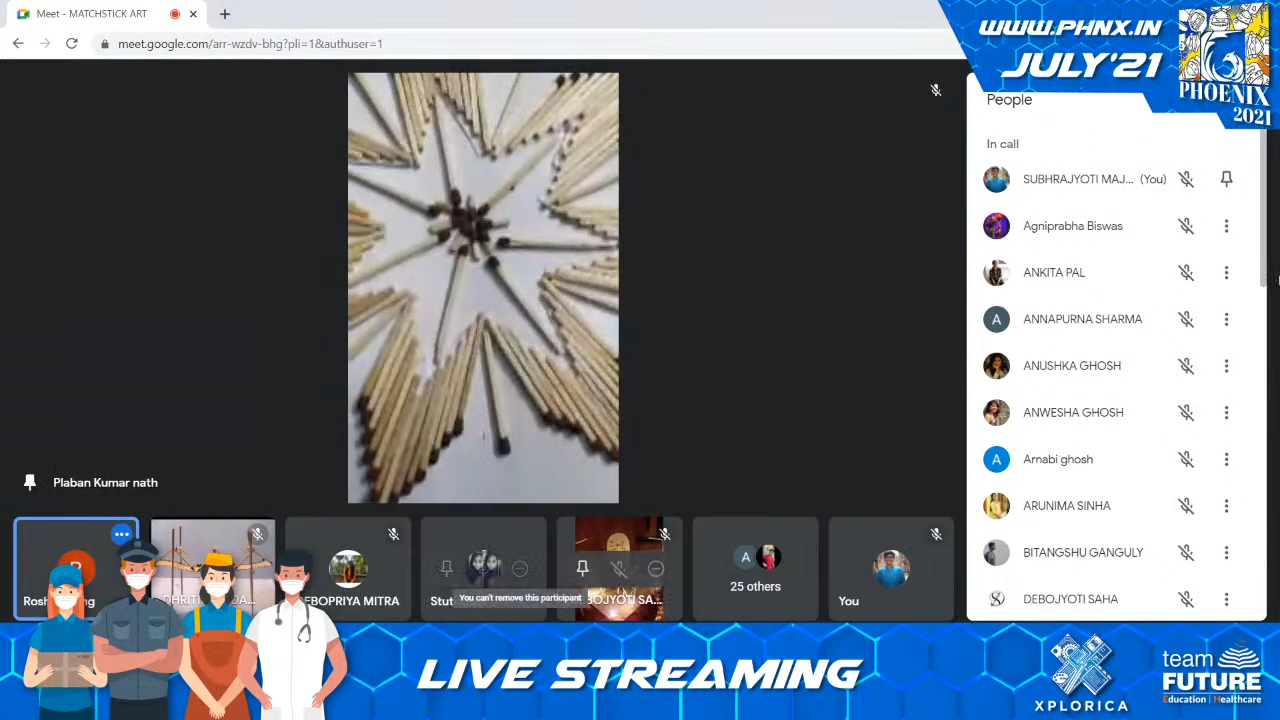 Meet - MATCHSTICK ART
meet.google.com/arr-wzdv-bhg?pli=1&authuser=1
WWW.PHNX.IN
JULY'21
PHOENIX
2021
People
In call
SUBHRAJYOTI MAJ... (You)
Agniprabha Biswas
ANKITA PAL
A ANNAPURNA SHARMA
ANUSHKA GHOSH
ANWESHA GHOSH
A Arnabi ghosh
ARUNIMA SINHA
BITANGSHU GANGULY
DEBOJYOTI SAHA
Plaban Kumar nath
A
25 others
You can't remove this participant
Stut
You
LIVE STREAMING
XPLORICA
team
FUTURE
Education | Healthcare